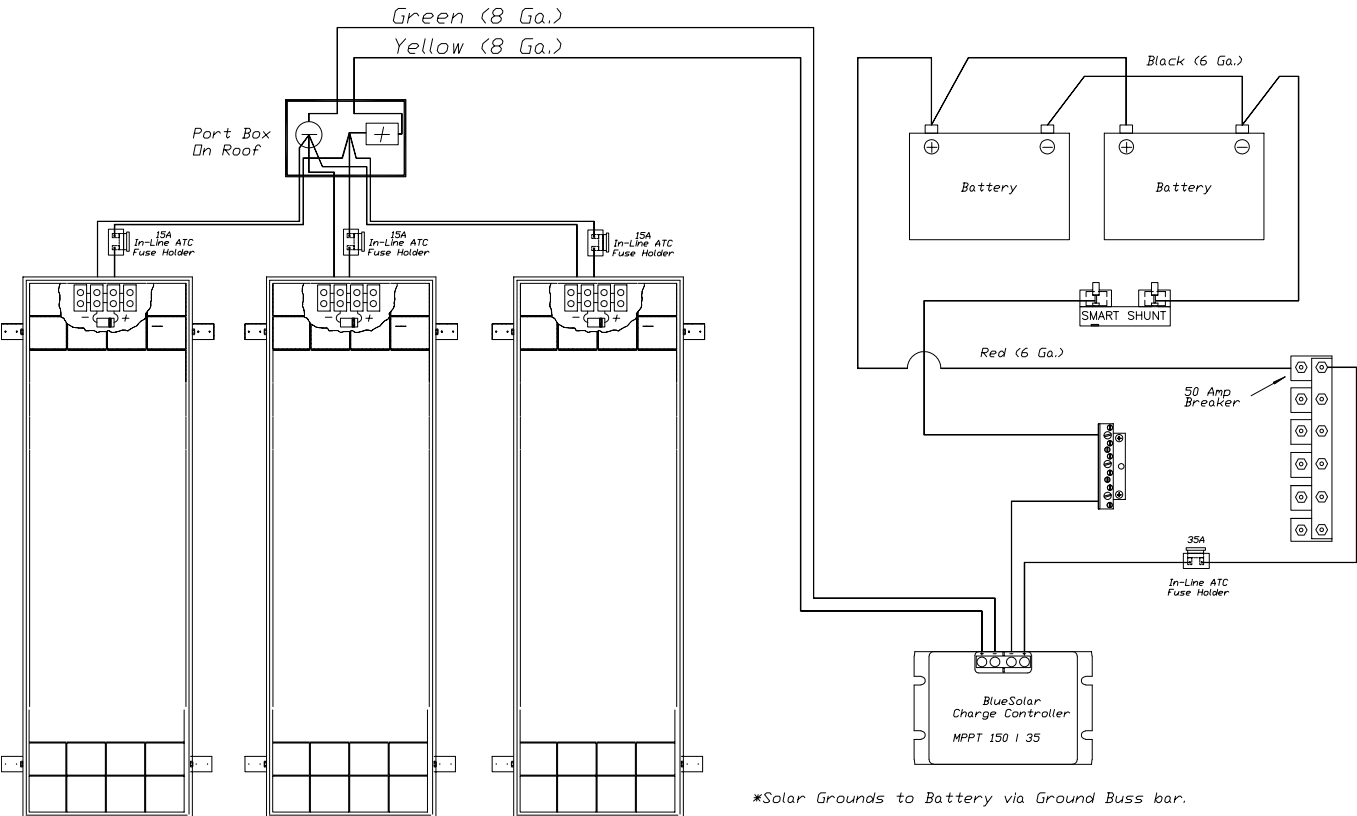 Green (8 Ga.)
Yellow (8 Ga.)
Black (6 Ga.)
Port Box
On Roof
+
-
+
-
+
-
+
-
Battery
Battery
15A
In-Line ATC
Fuse Holder
15A
In-Line ATC
Fuse Holder
15A
In-Line ATC
Fuse Holder
- +
-
- +
-
- +
-
SMART SHUNT
Red (6 Ga.)
50 Amp
Breaker
35A
In-Line ATC
Fuse Holder
+ - - +
BlueSolar
Charge Controller
MPPT 150 | 35
*Solar Grounds to Battery via Ground Buss bar.